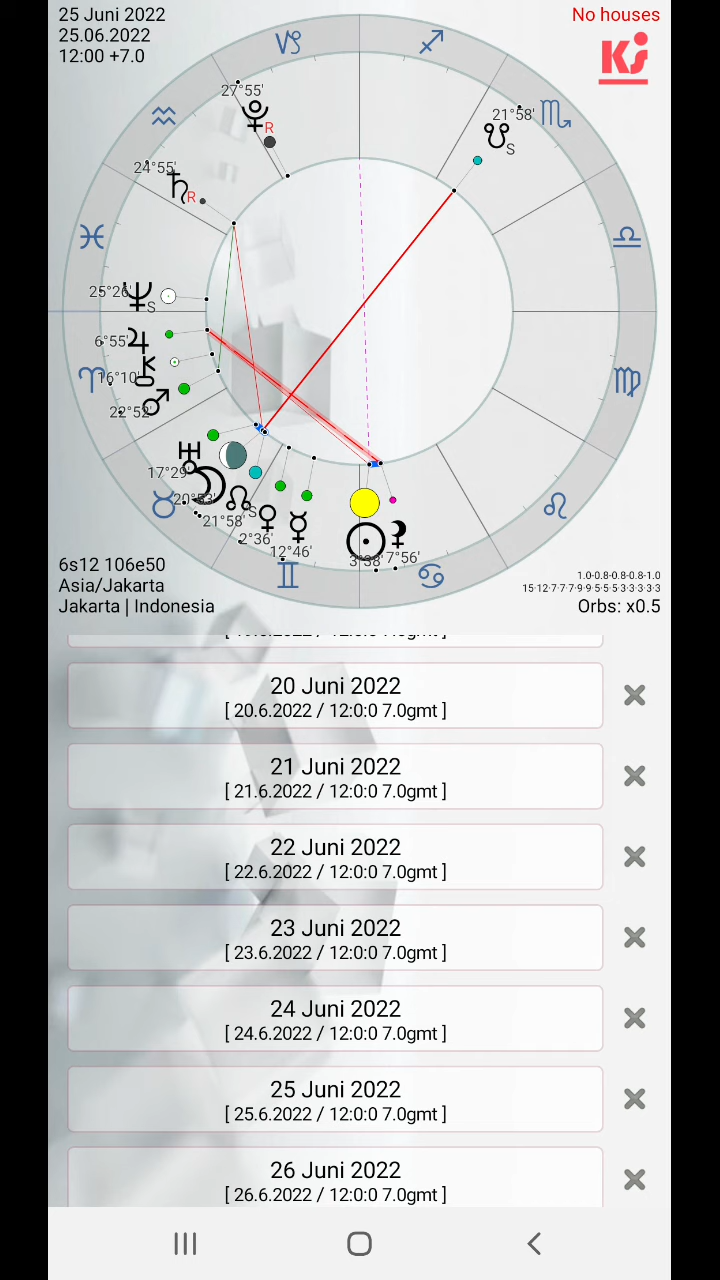 25 Juni 2022
25.06.2022
12:00 +7.0
No houses
KS
27°55'
R
21°58'
S
24°55'
R
25°26'
S
6°55'
16°10'
22°52'
17°29'
20°53'
21°58'
S
2°36'
12°46'
3°38'
7°56'
6s12 106e50
Asia/Jakarta
Jakarta | Indonesia
1.0-0.8-0.8-0.8-1.0
15-12-7-7-7-9-9-5-5-5-3-3-3-3-3
Orbs: x0.5
20 Juni 2022
[ 20.6.2022 / 12:0:0 7.0gmt ]
21 Juni 2022
[ 21.6.2022 / 12:0:0 7.0gmt ]
22 Juni 2022
[ 22.6.2022 / 12:0:0 7.0gmt ]
23 Juni 2022
[ 23.6.2022 / 12:0:0 7.0gmt ]
24 Juni 2022
[ 24.6.2022 / 12:0:0 7.0gmt ]
25 Juni 2022
[ 25.6.2022 / 12:0:0 7.0gmt ]
26 Juni 2022
[ 26.6.2022 / 12:0:0 7.0gmt ]